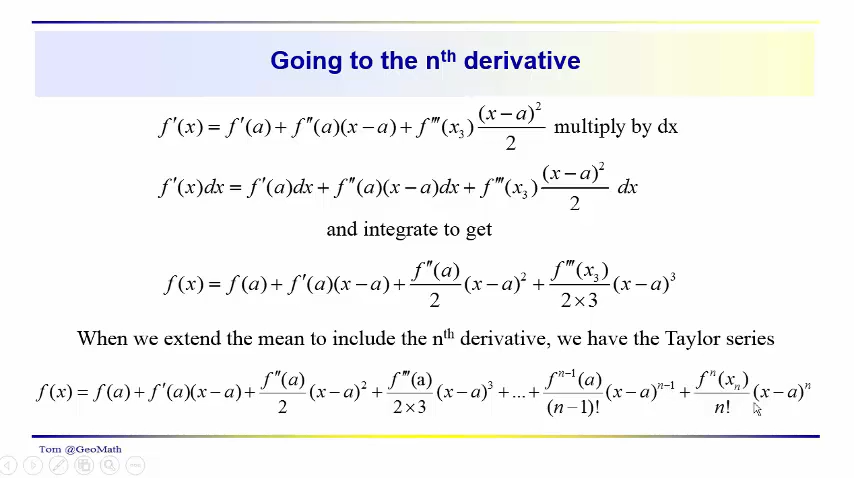 Going to the nth derivative
f′(x) = f′(a) + f″(a)(x − a) + f‴(x₃) (x − a)²/2 multiply by dx
f′(x)dx = f′(a)dx + f″(a)(x − a)dx + f‴(x₃) (x − a)²/2 dx
and integrate to get
f(x) = f(a) + f′(a)(x − a) + f″(a)/2 (x − a)² + f‴(x₃)/(2×3) (x − a)³
When we extend the mean to include the nth derivative, we have the Taylor series
f(x) = f(a) + f′(a)(x − a) + f″(a)/2 (x − a)² + f‴(a)/(2×3) (x − a)³ + ... + fⁿ⁻¹(a)/(n − 1)! (x − a)ⁿ⁻¹ + fⁿ(xₙ)/n! (x − a)ⁿ
Tom @GeoMath